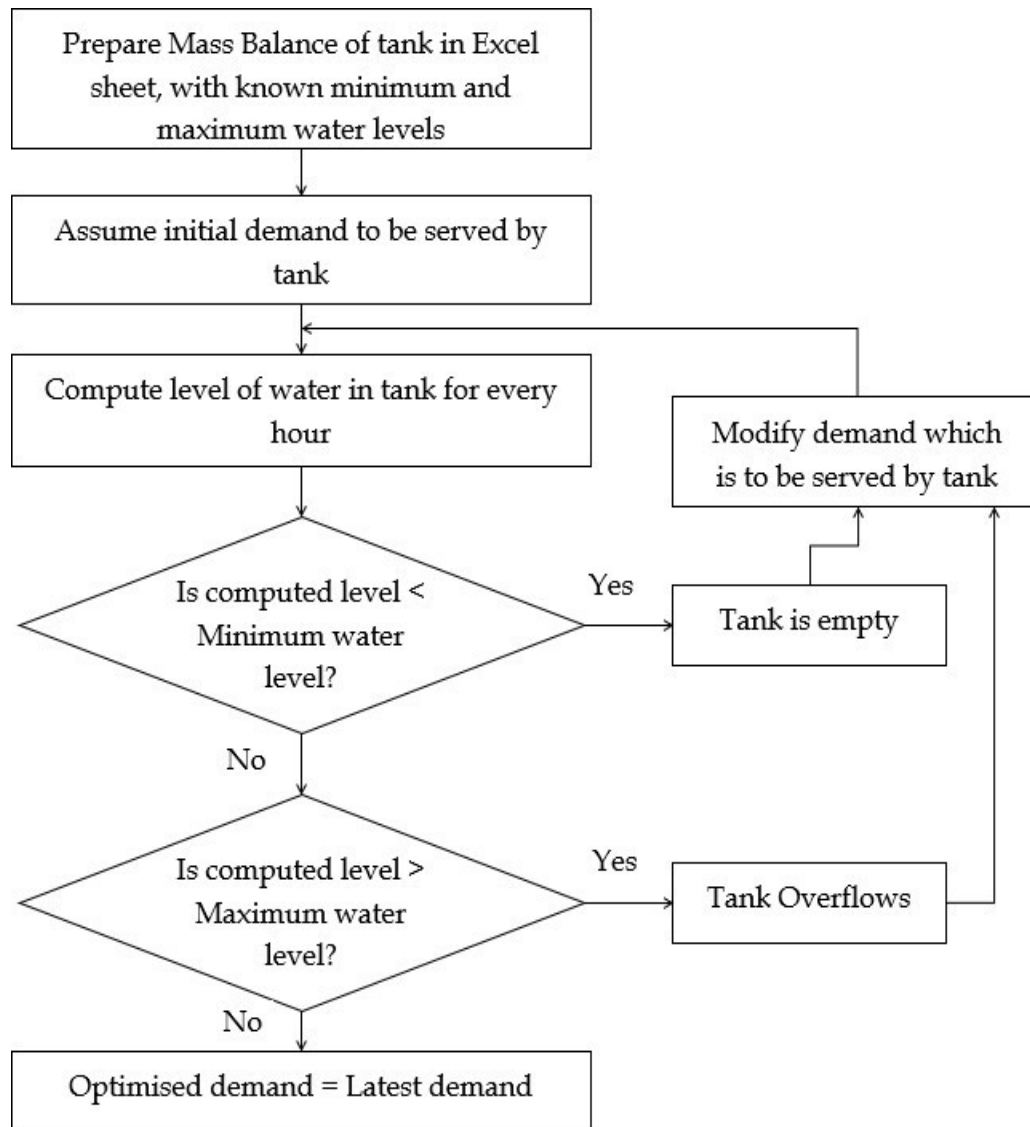 Prepare Mass Balance of tank in Excel
sheet, with known minimum and
maximum water levels
Assume initial demand to be served by
tank
Compute level of water in tank for every
hour
Modify demand which
is to be served by tank
Is computed level <
Minimum water
level?
Yes
Tank is empty
No
Is computed level >
Maximum water
level?
Yes
Tank Overflows
No
Optimised demand = Latest demand